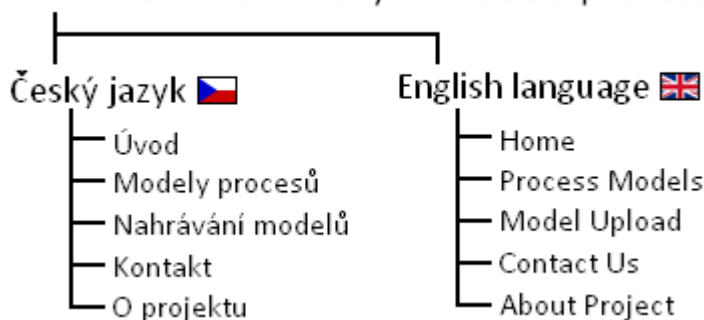 Český jazyk
Úvod
Modely procesů
Nahrávání modelů
Kontakt
O projektu
English language
Home
Process Models
Model Upload
Contact Us
About Project